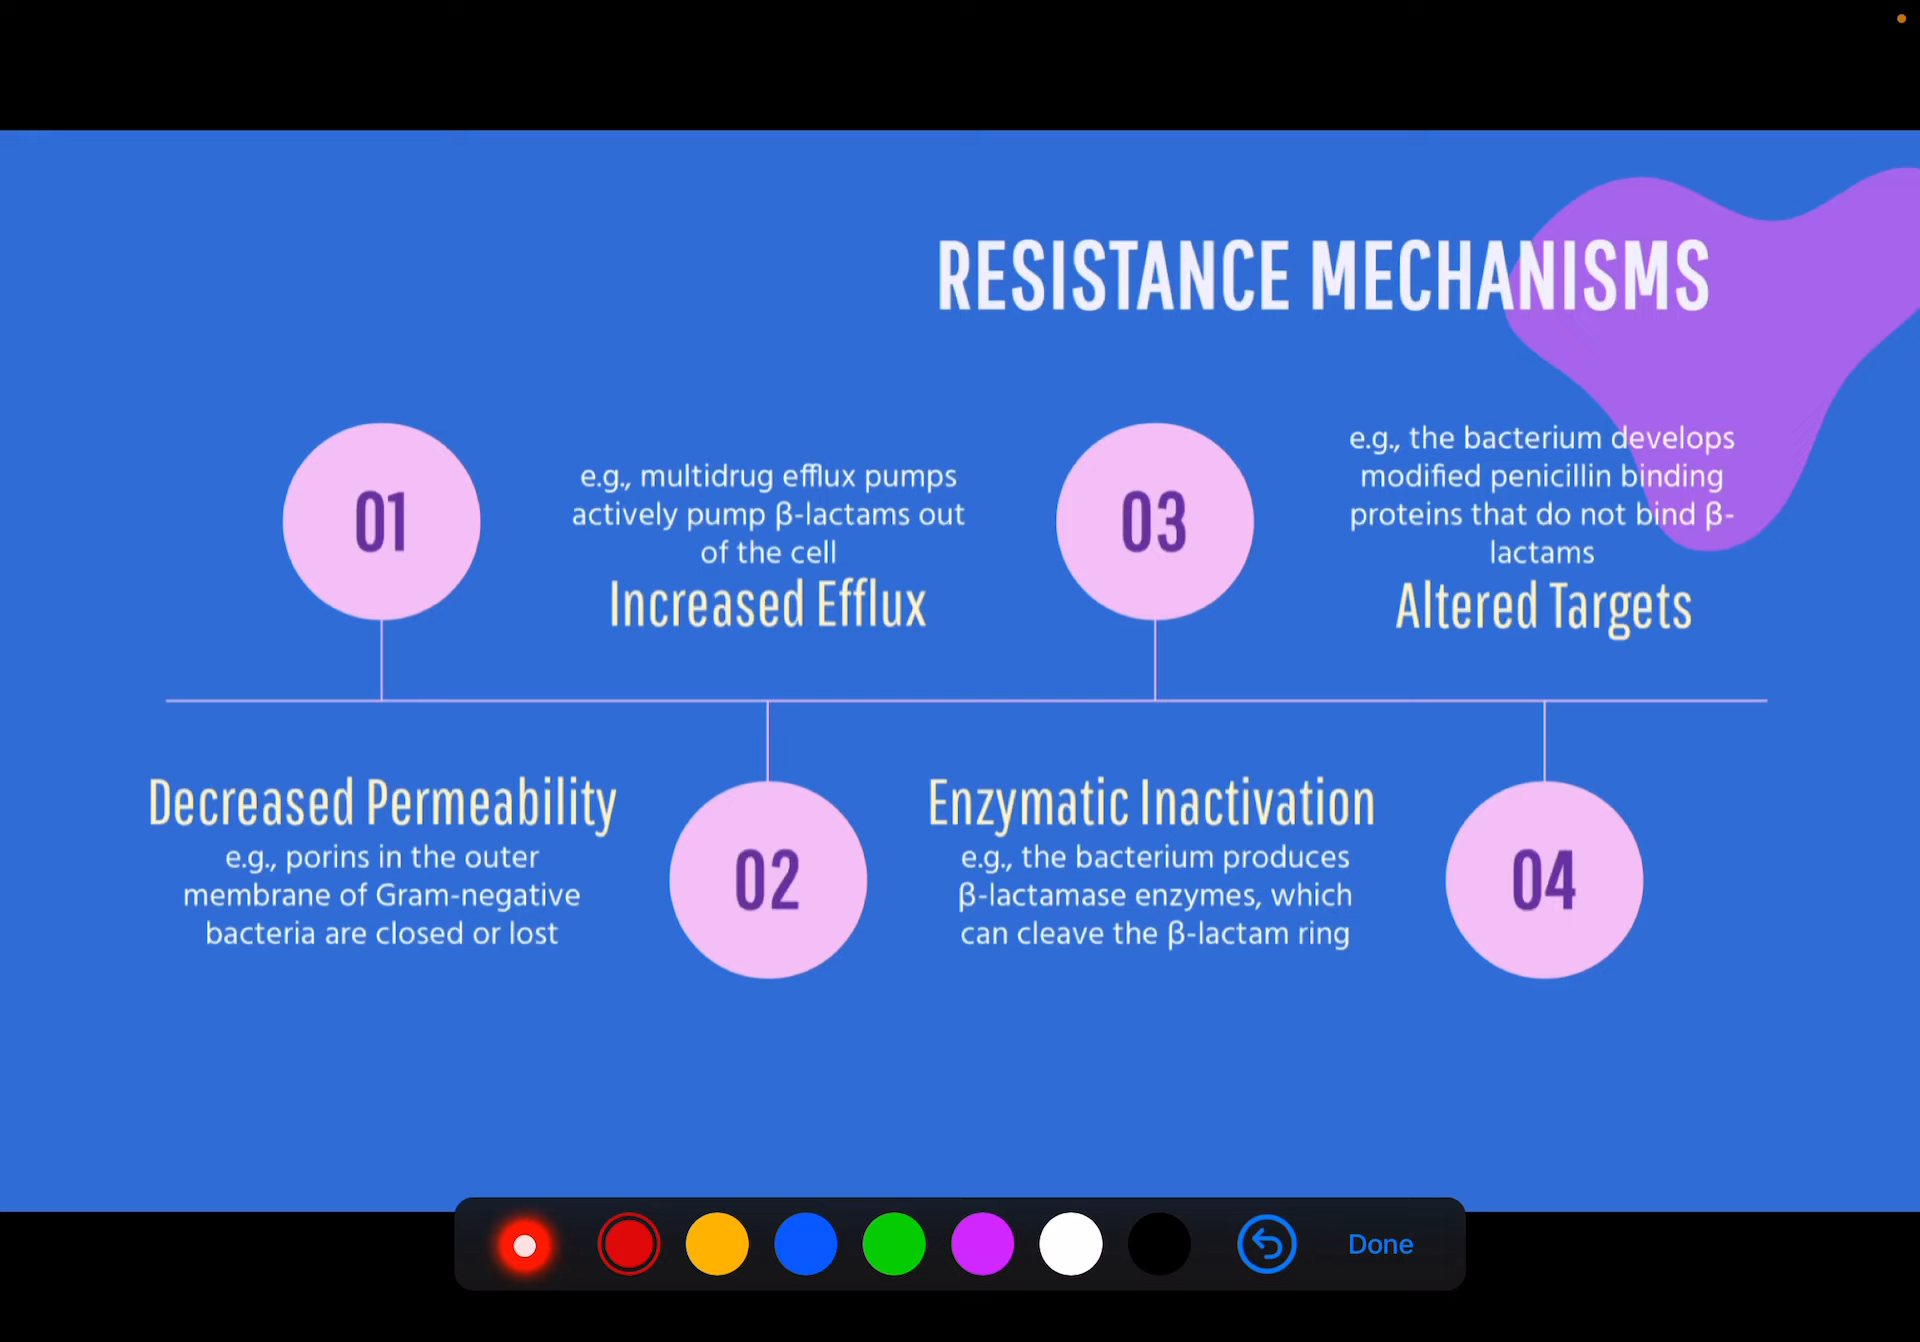 RESISTANCE MECHANISMS
01
Decreased Permeability
e.g., porins in the outer
membrane of Gram-negative
bacteria are closed or lost
e.g., multidrug efflux pumps
actively pump β-lactams out
of the cell
Increased Efflux
02
03
Enzymatic Inactivation
e.g., the bacterium produces
β-lactamase enzymes, which
can cleave the β-lactam ring
e.g., the bacterium develops
modified penicillin binding
proteins that do not bind β-
lactams
Altered Targets
04
Done